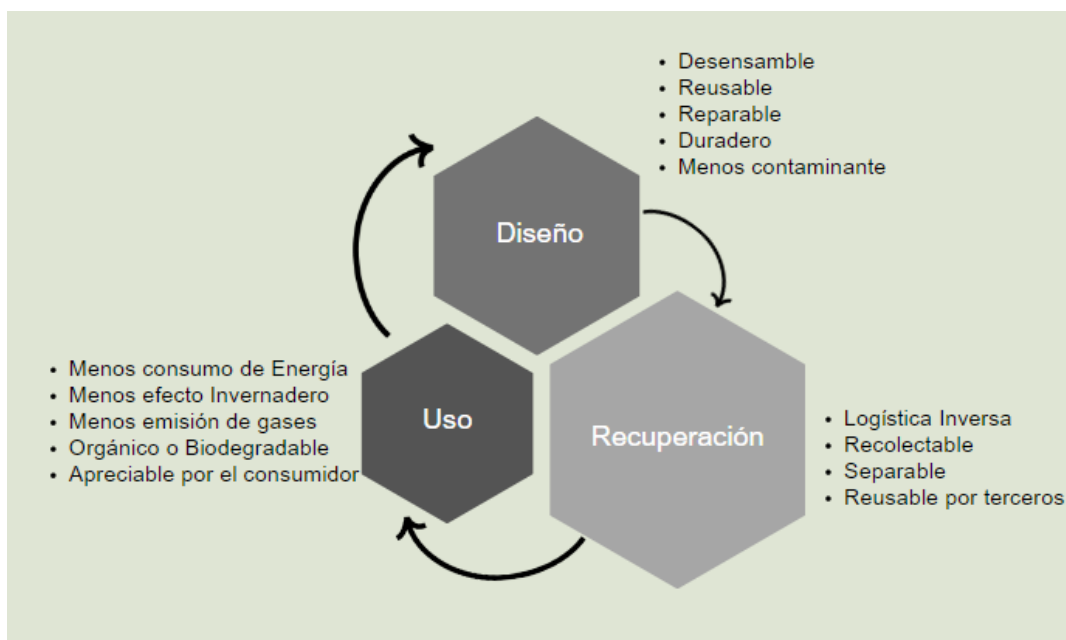 • Desensamble
• Reusable
• Reparable
• Duradero
• Menos contaminante
Diseño
• Menos consumo de Energía
• Menos efecto Invernadero
• Menos emisión de gases
• Orgánico o Biodegradable
• Apreciable por el consumidor
Uso
Recuperación
• Logística Inversa
• Recolectable
• Separable
• Reusable por terceros